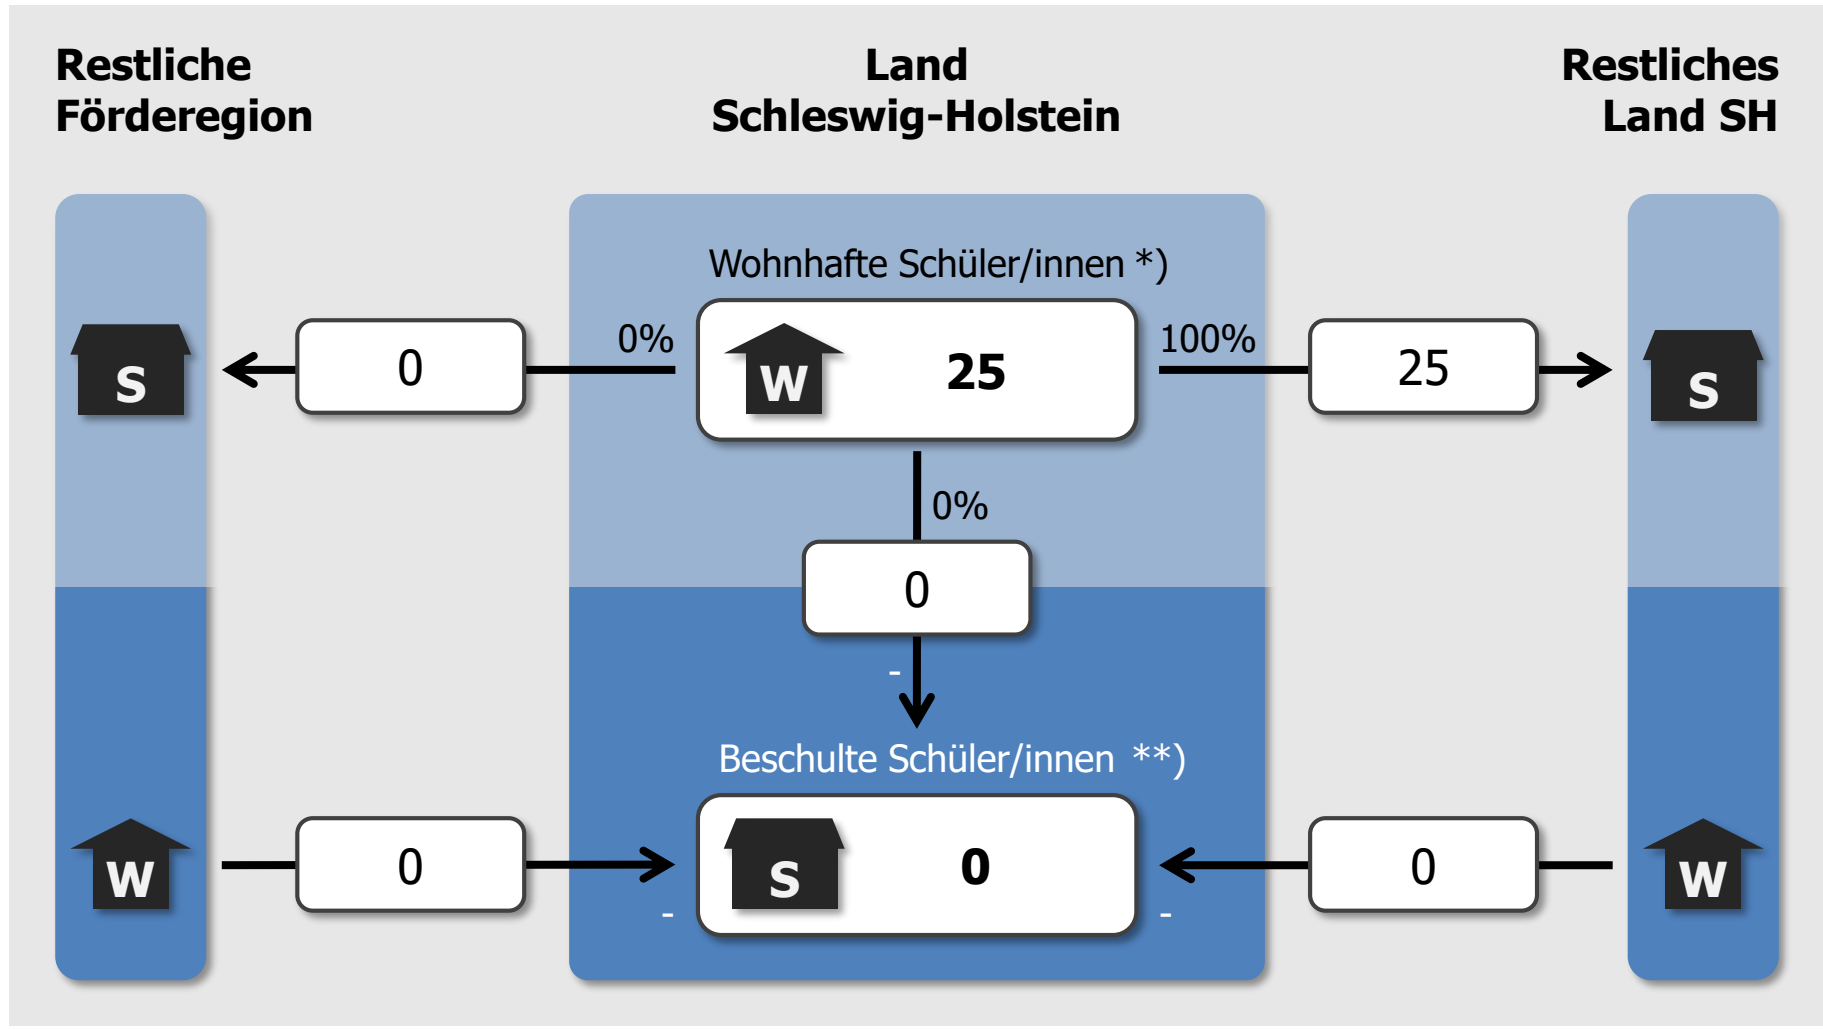 Restliche
Förderegion
Land
Schleswig-Holstein
Restliches
Land SH
Wohnhafte Schüler/innen *)
S
0
0%
W
25
100%
25
S
0%
0
-
Beschulte Schüler/innen **)
W
0
-
S
0
-
0
W